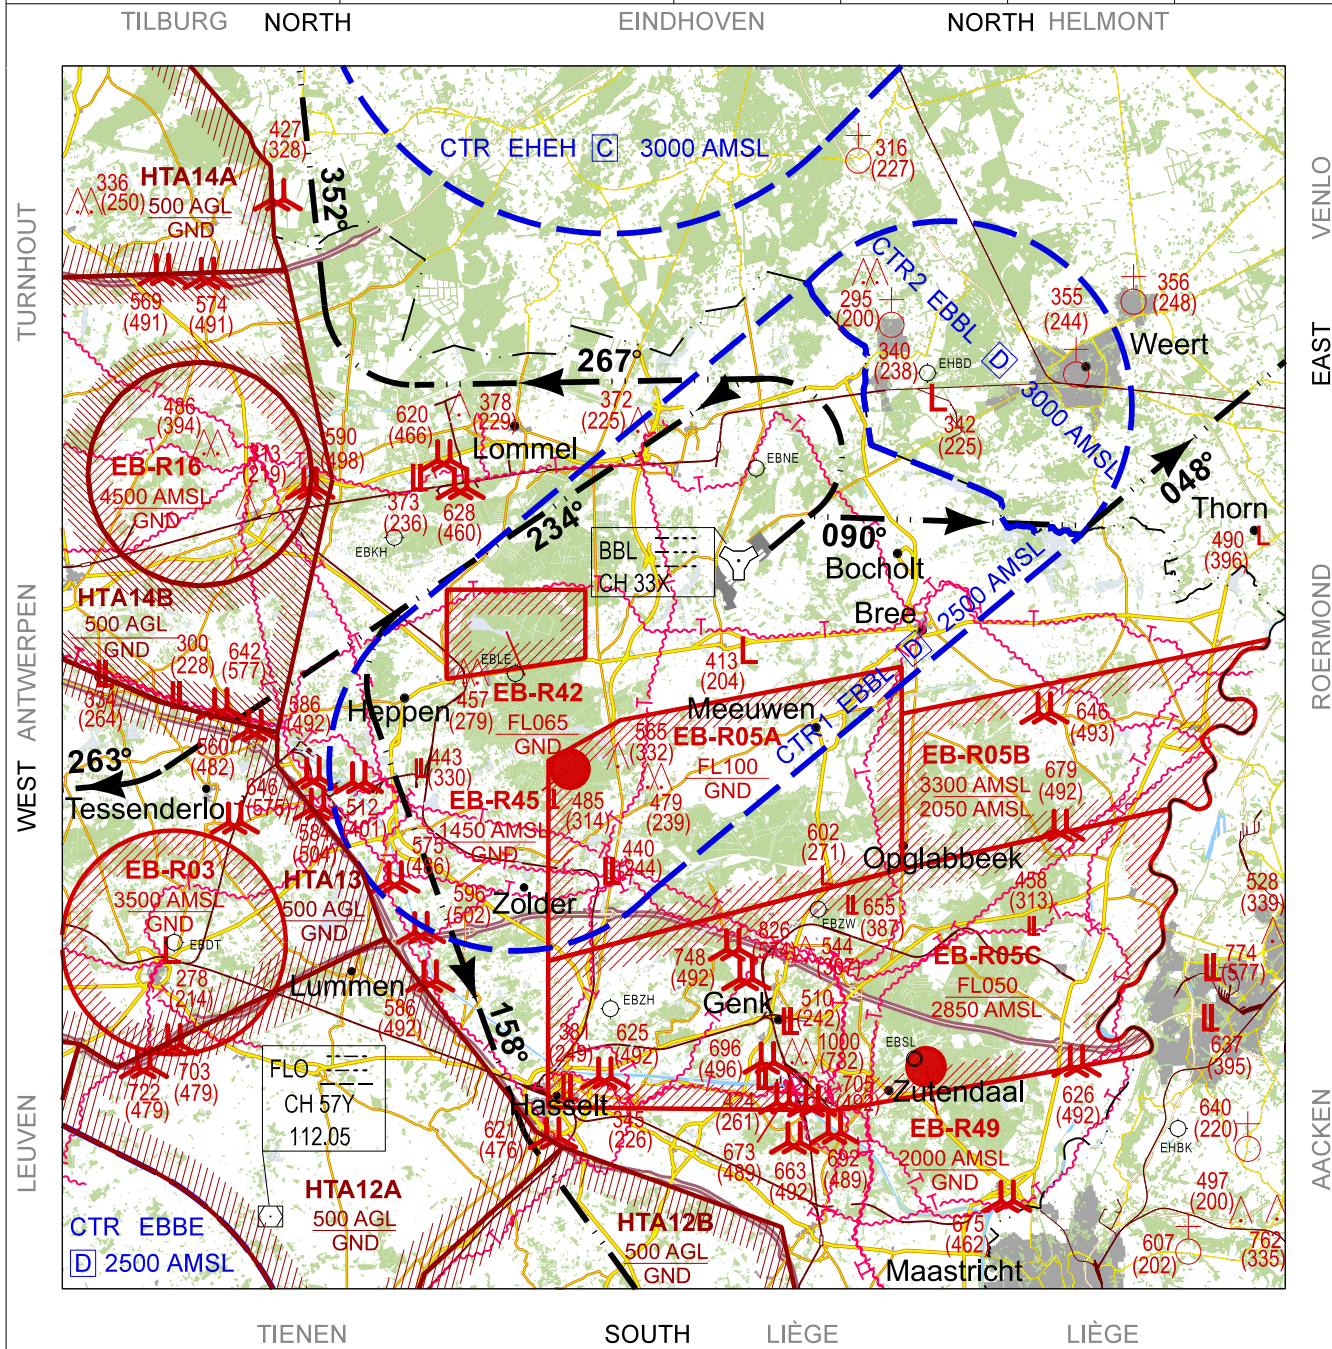 TILBURG NORTH EINDHOVEN NORTH HELMONT
TURNHOUT
WEST ANTWERPEN
LEUVEN
VENLO
EAST
ROERMOND
AACKEN
427
(328)
CTR EHEH C 3000 AMSL
316
(227)
336
(250)
HTA14A
500 AGL
GND
352°
569
(491)
574
(491)
CTR2 EBBL D 3000 AMSL
295
(200)
340
(238)
EHBD
355
(244)
356
(248)
Weert
342
(225)
267°
378
(229)
372
(225)
620
(466)
Lommel
486
(394)
EB-R16
4500 AMSL
GND
590
(498)
373
(236)
628
(460)
EBKH
EBNE
234°
048°
Thorn
490
(396)
BBL
CH 33X
090°
Bocholt
Bree
CTR1 EBBL D 2500 AMSL
HTA14B
500 AGL
GND
300
(228)
642
(577)
334
(264)
386
(492)
607
(482)
EBLE
457
(279)
EB-R42
FL065
GND
413
(204)
Heppen
Meeuwen
565
(332)
EB-R05A
FL100
GND
646
(493)
EB-R05B
3300 AMSL
2050 AMSL
679
(492)
263°
Tessenderlo
646
(576)
512
(401)
443
(330)
EB-R45
1450 AMSL
GND
485
(314)
479
(239)
584
(504)
575
(486)
440
(244)
602
(271)
Opglabbeek
EB-R03
3500 AMSL
GND
EBDT
278
(214)
HTA13
500 AGL
GND
596
(502)
Zolder
655
(387)
EBZW
458
(313)
528
(339)
Lummen
586
(492)
748
(492)
826
544
(307)
EB-R05C
FL050
2850 AMSL
774
(577)
EBZH
Genk
510
(242)
637
(395)
158°
381
(249)
625
(492)
696
(496)
1000
(732)
EBSL
Zutendaal
705
626
(492)
703
(479)
722
(479)
FLO
CH 57Y
112.05
Hasselt
345
(226)
624
(476)
474
(261)
673
(489)
663
(492)
692
(489)
EB-R49
2000 AMSL
GND
640
(220)
EHBK
497
(200)
HTA12A
500 AGL
GND
HTA12B
500 AGL
GND
675
(462)
607
(202)
762
(335)
CTR EBBE
D 2500 AMSL
Maastricht
TIENEN SOUTH LIÈGE LIÈGE